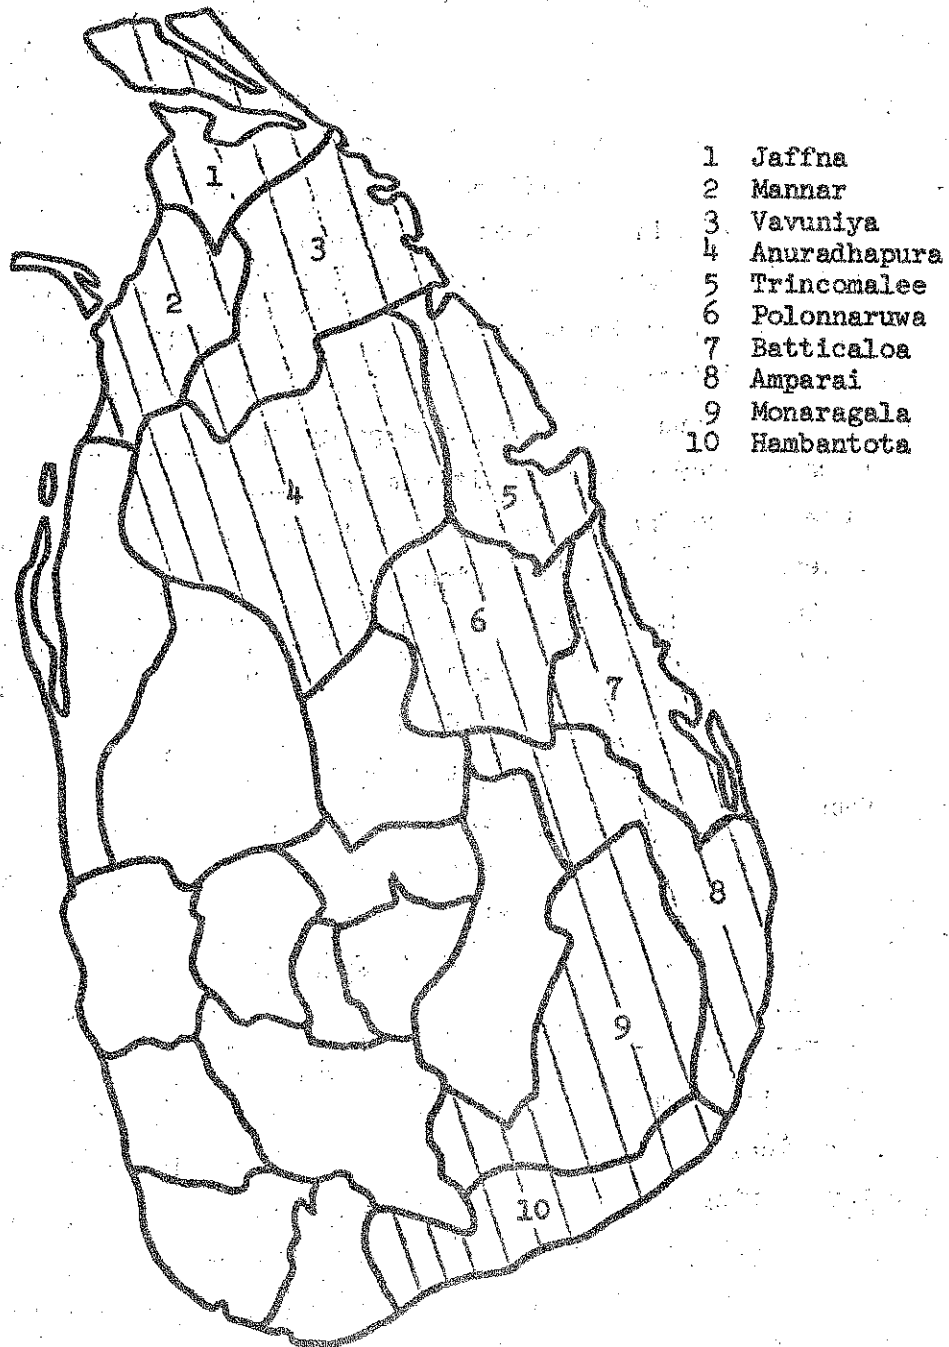 1 Jaffna
2 Mannar
3 Vavuniya
4 Anuradhapura
5 Trincomalee
6 Polonnaruwa
7 Batticaloa
8 Amparai
9 Monaragala
10 Hambantota
1
3
2
4
5
6
7
8
9
10